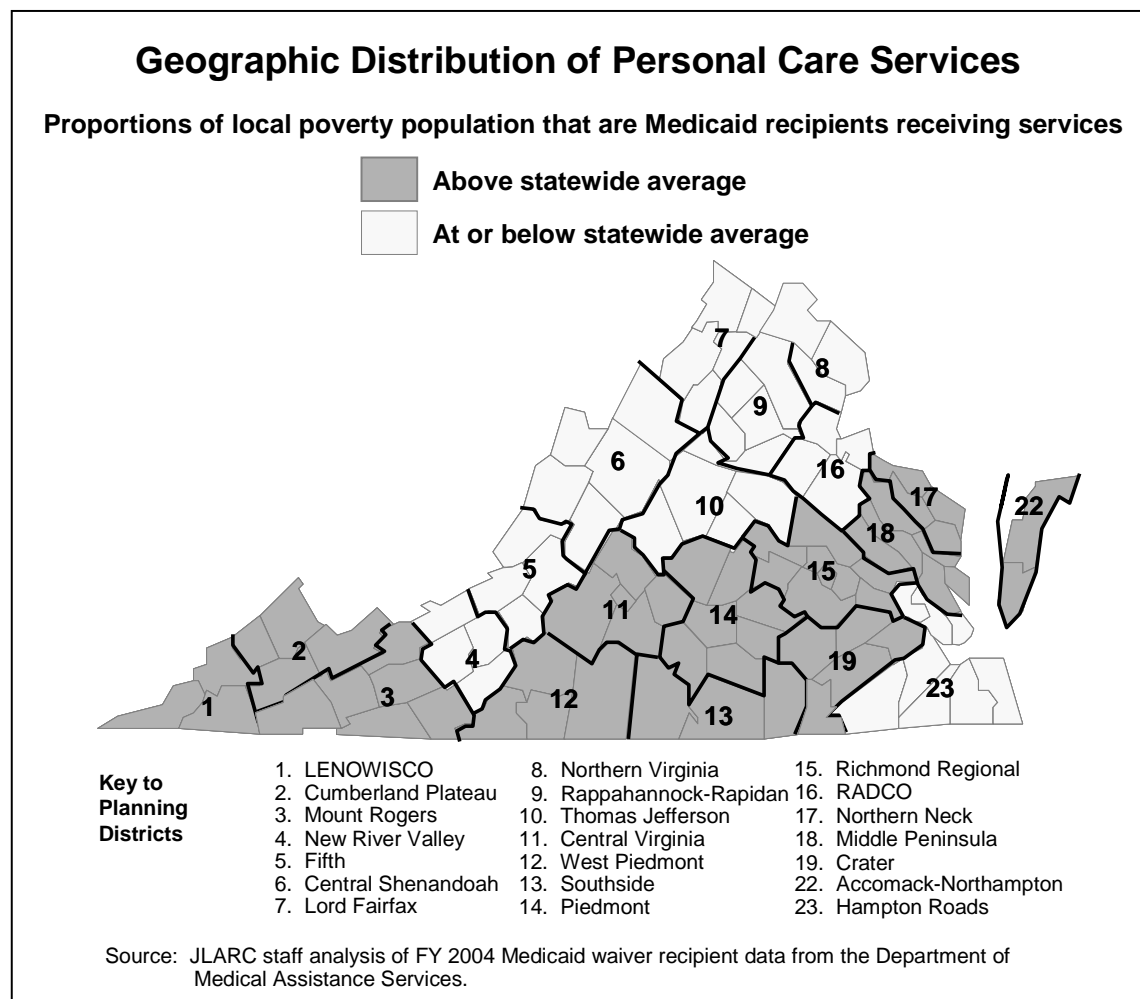 Geographic Distribution of Personal Care Services
Proportions of local poverty population that are Medicaid recipients receiving services
Above statewide average
At or below statewide average
7
8
9
6
16
10
17
22
18
5
15
11
14
2
4
19
3
12
23
1
13
Key to
Planning
Districts
1. LENOWISCO
2. Cumberland Plateau
3. Mount Rogers
4. New River Valley
5. Fifth
6. Central Shenandoah
7. Lord Fairfax
8. Northern Virginia
9. Rappahannock-Rapidan
10. Thomas Jefferson
11. Central Virginia
12. West Piedmont
13. Southside
14. Piedmont
15. Richmond Regional
16. RADCO
17. Northern Neck
18. Middle Peninsula
19. Crater
22. Accomack-Northampton
23. Hampton Roads
Source: JLARC staff analysis of FY 2004 Medicaid waiver recipient data from the Department of
Medical Assistance Services.